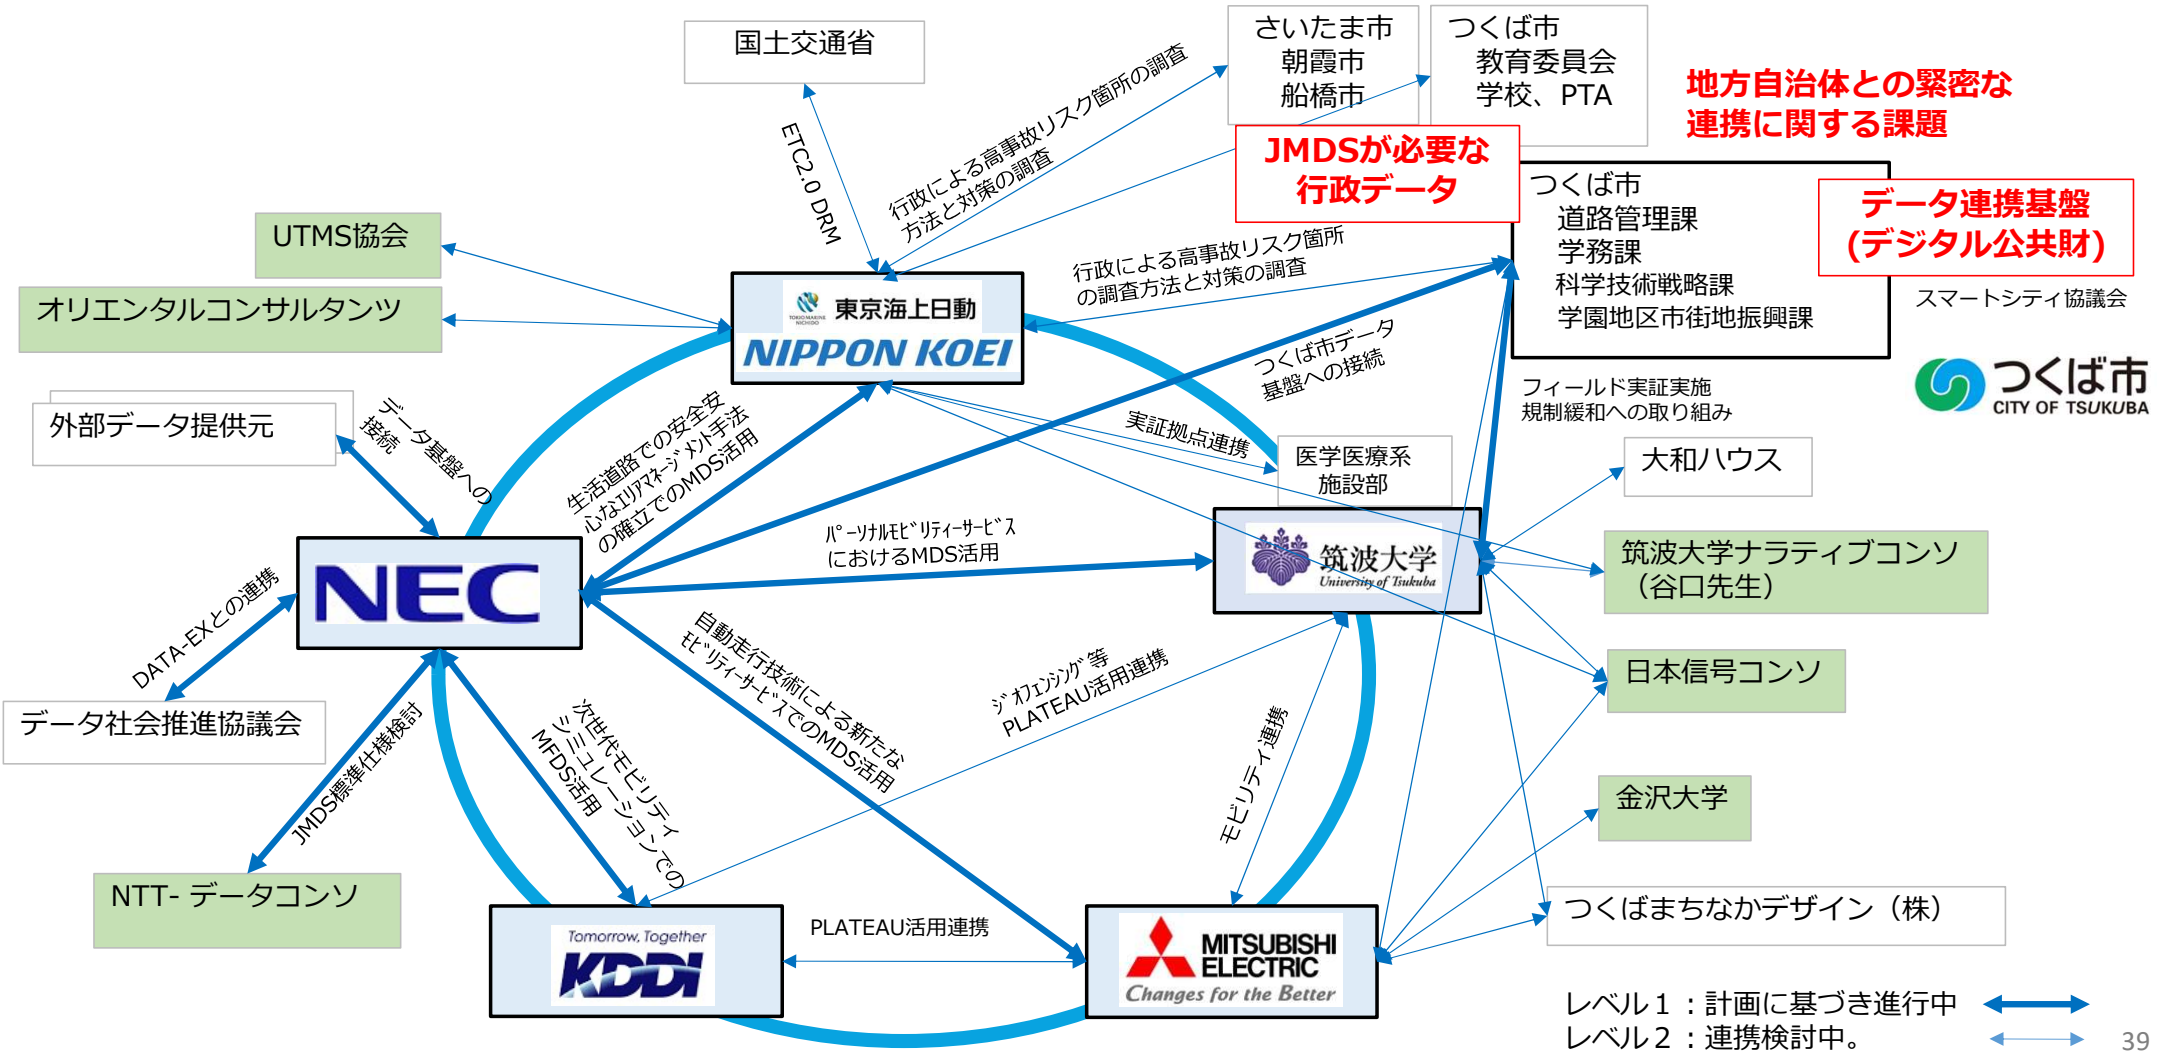 国土交通省
さいたま市
朝霞市
船橋市
つくば市
教育委員会
学校、PTA
地方自治体との緊密な
連携に関する課題
JMDSが必要な
行政データ
つくば市
道路管理課
学務課
科学技術戦略課
学園地区市街地振興課
データ連携基盤
(デジタル公共財)
スマートシティ協議会
つくば市
CITY OF TSUKUBA
ETC2.0 DRM
行政による高事故リスク箇所の調査
方法と対策の調査
行政による高事故リスク箇所
の調査方法と対策の調査
UTMS協会
オリエンタルコンサルタンツ
TOKIO MARINE
NICHIDO
東京海上日動
NIPPON KOEI
つくば市データ
基盤への接続
フィールド実証実施
規制緩和への取り組み
外部データ提供元
データ基盤への
接続
生活道路での安全安
心なｴﾘｱﾏﾈｰｼﾞﾒﾝﾄ手法
の確立でのMDS活用
実証拠点連携
医学医療系
施設部
大和ハウス
NEC
ﾊﾟｰｿﾅﾙﾓﾋﾞﾘﾃｨｰｻｰﾋﾞｽ
におけるMDS活用
筑波大学
University of Tsukuba
筑波大学ナラティブコンソ
（谷口先生）
DATA-EXとの連携
データ社会推進協議会
自動走行技術による新たな
ﾓﾋﾞﾘﾃｨｰｻｰﾋﾞｽでのMDS活用
ｼﾞｵﾌｪﾝｼﾝｸﾞ等
PLATEAU活用連携
日本信号コンソ
JMDS標準仕様検討
次世代モビリティ
シミュレーションでの
MFDS活用
モビリティ連携
金沢大学
NTT- データコンソ
つくばまちなかデザイン（株）
Tomorrow, Together
KDDI
PLATEAU活用連携
MITSUBISHI
ELECTRIC
Changes for the Better
レベル１：計画に基づき進行中
レベル２：連携検討中。
39